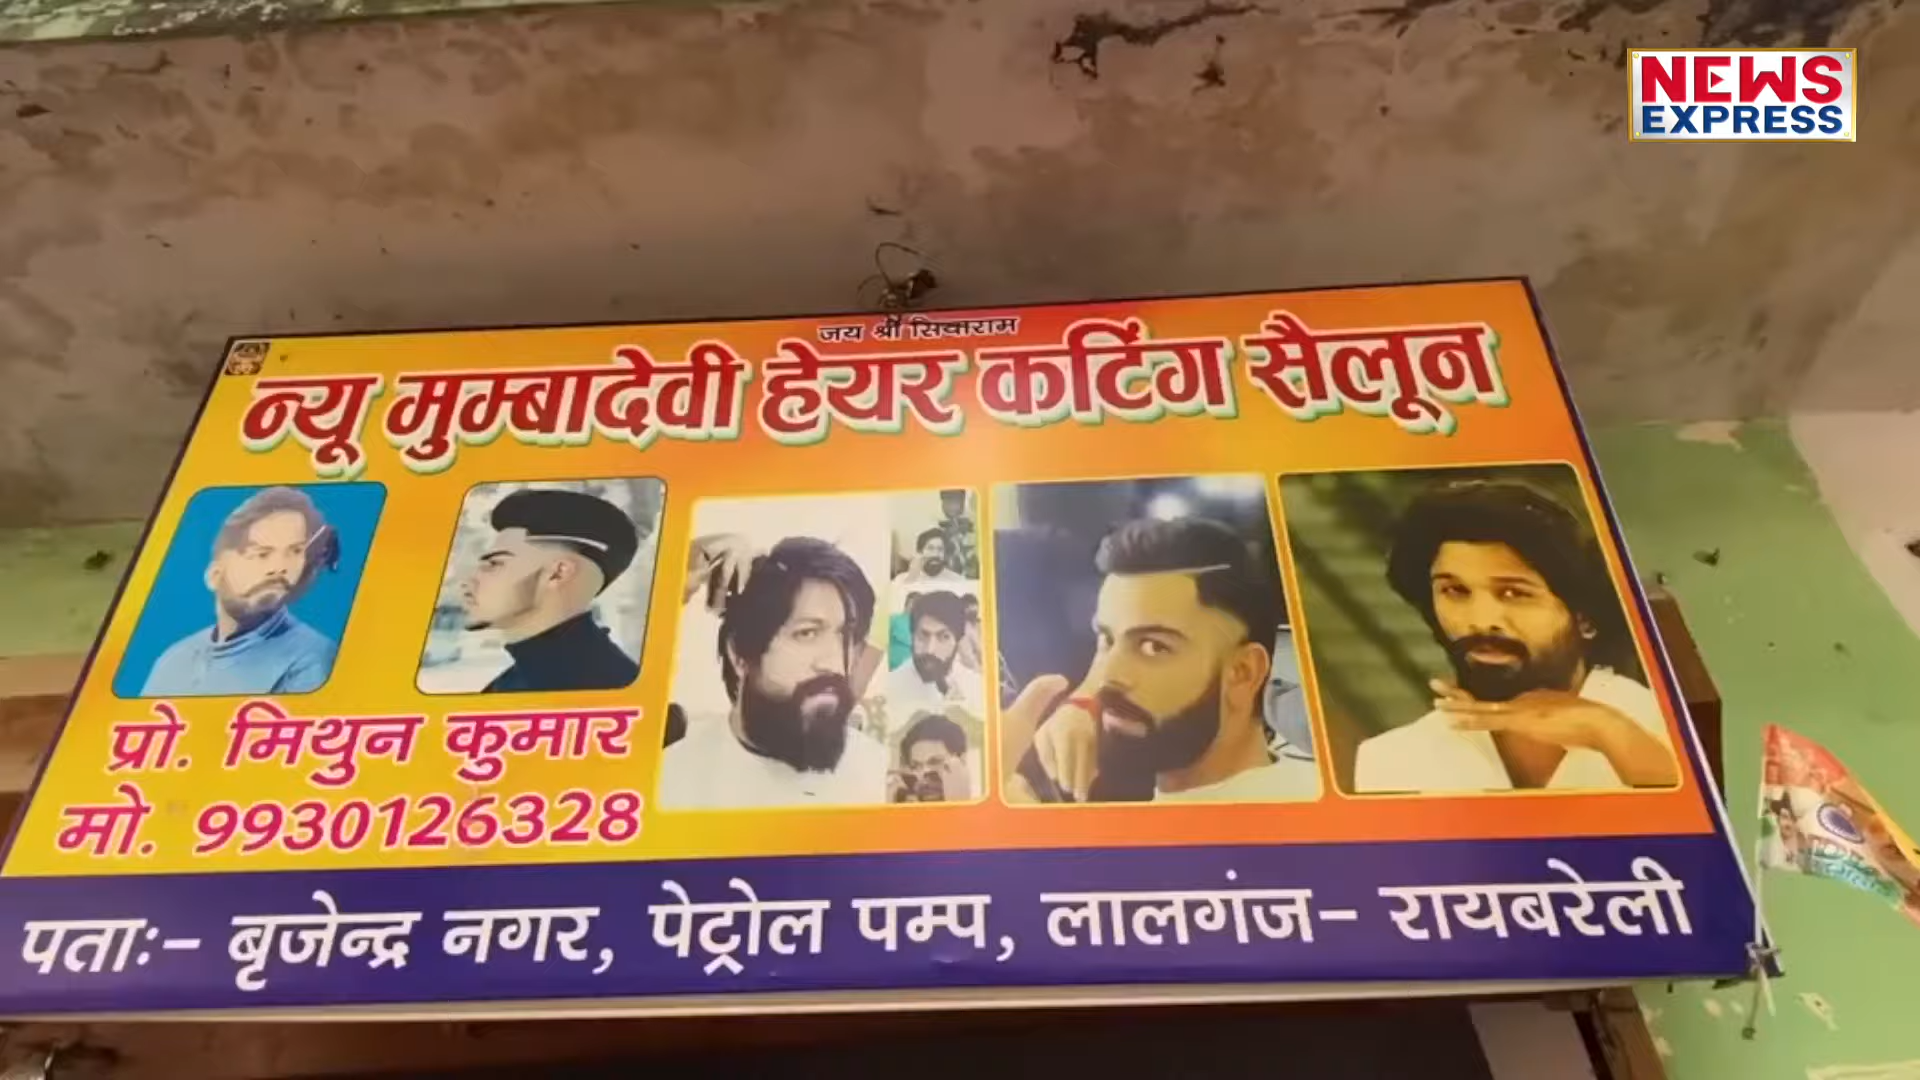 NEWS
EXPRESS
जय श्री सियाराम
न्यू मुम्बादेवी हेयर कटिंग सैलून
प्रो. मिथुन कुमार
मो. 9930126328
पताः- बृजेन्द्र नगर, पेट्रोल पम्प, लालगंज- रायबरेली